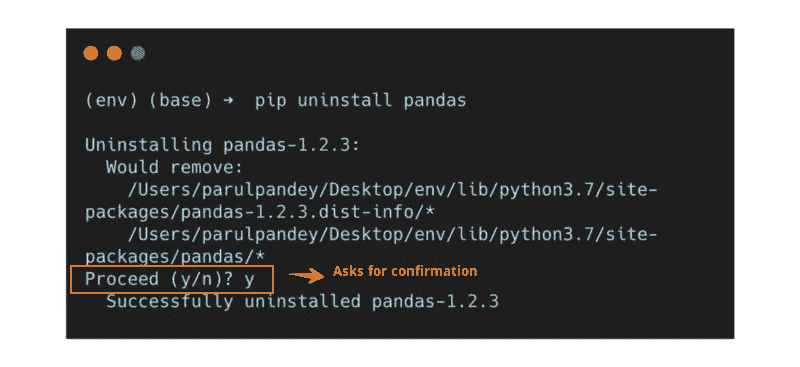 (env) (base) ➜ pip uninstall pandas
Uninstalling pandas-1.2.3:
Would remove:
/Users/parulpandey/Desktop/env/lib/python3.7/site-
packages/pandas-1.2.3.dist-info/*
/Users/parulpandey/Desktop/env/lib/python3.7/site-
packages/pandas/*
Proceed (y/n)? y
Asks for confirmation
Successfully uninstalled pandas-1.2.3